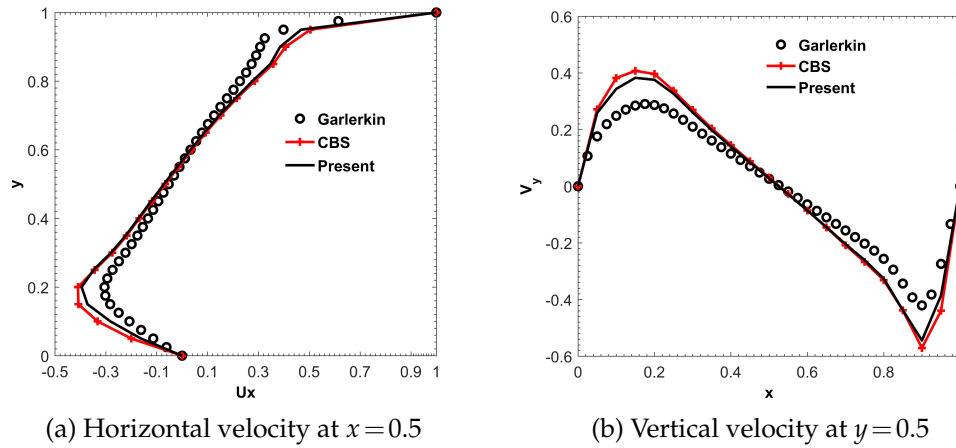 1
0.8
0.6
0.4
0.2
0
y
-0.5
-0.3
-0.1
0.1
0.3
0.5
0.7
0.9
1
Ux
Garlerkin
CBS
Present
(a) Horizontal velocity at x=0.5
0.6
0.4
0.2
0
-0.2
-0.4
-0.6
V_y
0
0.2
0.4
0.6
0.8
x
Garlerkin
CBS
Present
(b) Vertical velocity at y=0.5